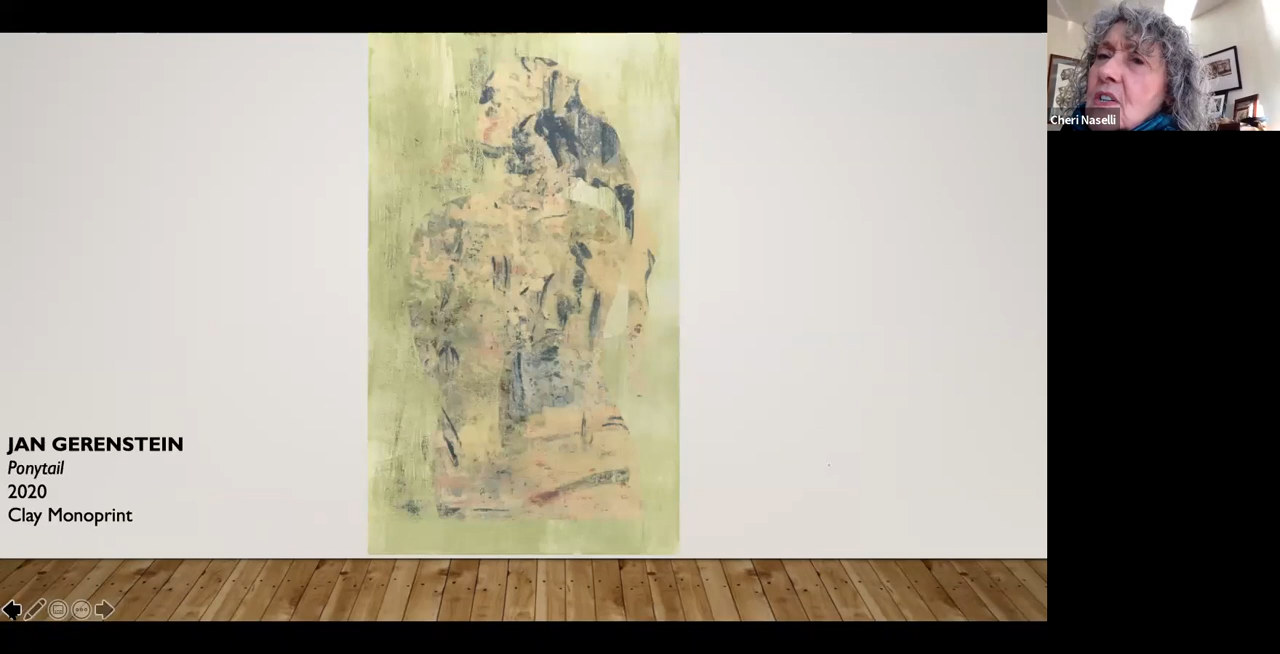 Cheri Naselli
JAN GERENSTEIN
Ponytail
2020
Clay Monoprint